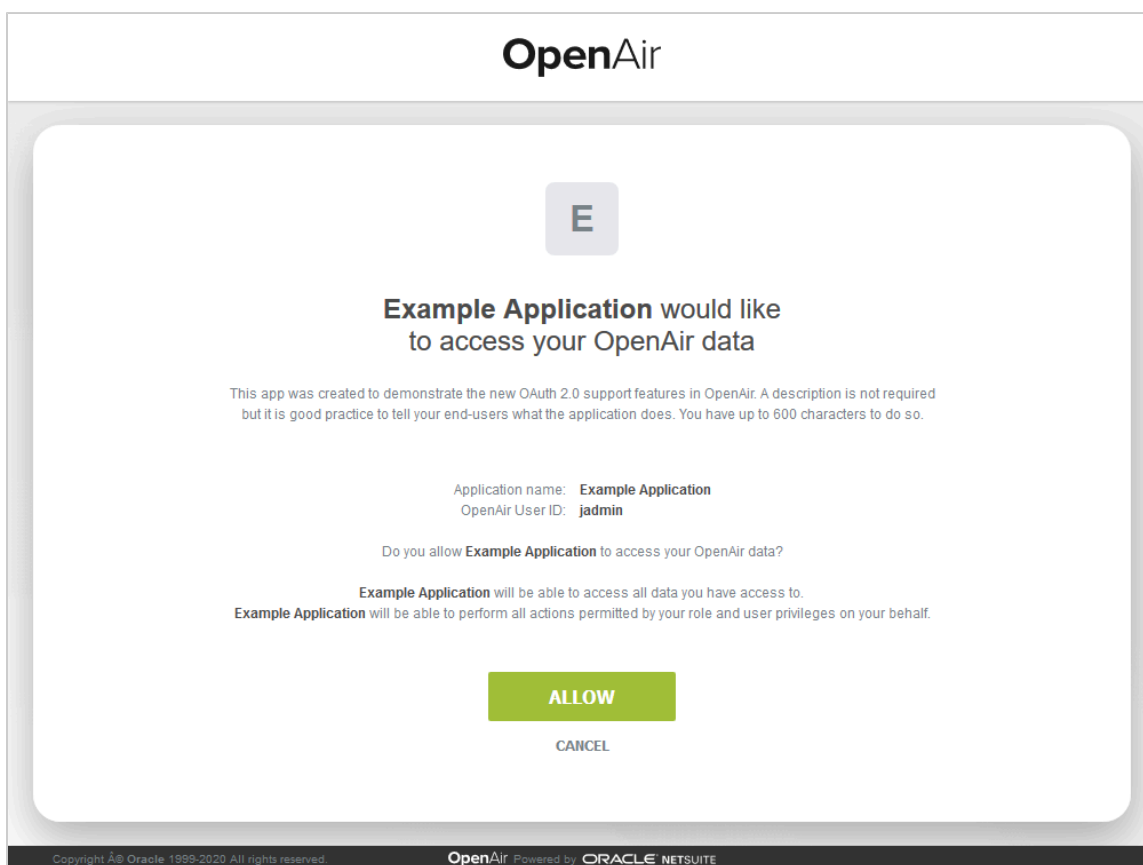 OpenAir
E
Example Application would like
to access your OpenAir data
This app was created to demonstrate the new OAuth 2.0 support features in OpenAir. A description is not required
but it is good practice to tell your end-users what the application does. You have up to 600 characters to do so.
Application name: Example Application
OpenAir User ID: jadmin
Do you allow Example Application to access your OpenAir data?
Example Application will be able to access all data you have access to.
Example Application will be able to perform all actions permitted by your role and user privileges on your behalf.
ALLOW
CANCEL
Copyright Â® Oracle 1999-2020 All rights reserved. OpenAir Powered by ORACLE NETSUITE